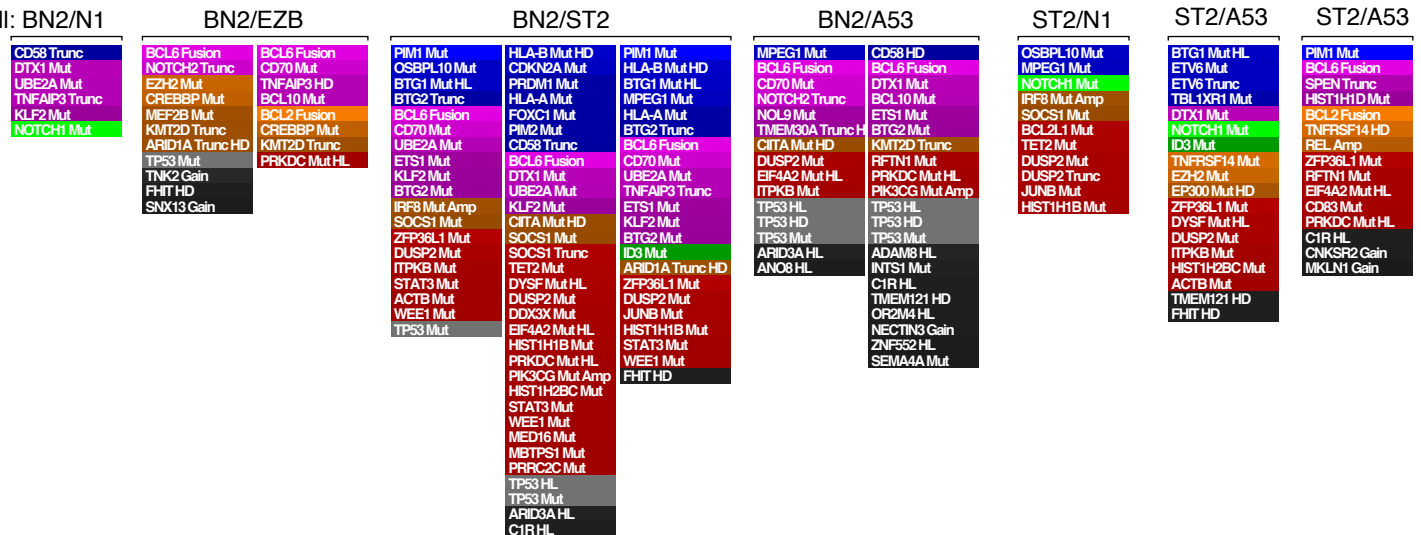 ll: BN2/N1
CD58 Trunc
DTX1 Mut
UBE2A Mut
TNFAIP3 Trunc
KLF2 Mut
NOTCH1 Mut
BN2/EZB
BCL6 Fusion
NOTCH2 Trunc
EZH2 Mut
CREBBP Mut
MEF2B Mut
KMT2D Trunc
ARID1A Trunc HD
TP53 Mut
TNK2 Gain
FHIT HD
SNX13 Gain
BCL6 Fusion
CD70 Mut
TNFAIP3 HD
BCL10 Mut
BCL2 Fusion
CREBBP Mut
KMT2D Trunc
PRKDC Mut HL
BN2/ST2
PIM1 Mut
OSBPL10 Mut
BTG1 Mut HL
BTG2 Trunc
BCL6 Fusion
CD70 Mut
UBE2A Mut
ETS1 Mut
KLF2 Mut
BTG2 Mut
IRF8 Mut Amp
SOCS1 Mut
ZFP36L1 Mut
DUSP2 Mut
ITPKB Mut
STAT3 Mut
ACTB Mut
WEE1 Mut
TP53 Mut
HLA-B Mut HD
CDKN2A Mut
PRDM1 Mut
HLA-A Mut
FOXC1 Mut
PIM2 Mut
CD58 Trunc
BCL6 Fusion
DTX1 Mut
UBE2A Mut
KLF2 Mut
CIITA Mut HD
SOCS1 Mut
SOCS1 Trunc
TET2 Mut
DYSF Mut HL
DUSP2 Mut
DDX3X Mut
EIF4A2 Mut HL
HIST1H1B Mut
PRKDC Mut HL
PIK3CG Mut Amp
HIST1H2BC Mut
STAT3 Mut
WEE1 Mut
MED16 Mut
MBTPS1 Mut
PRRC2C Mut
TP53 HL
TP53 Mut
ARID3A HL
C1R HL
PIM1 Mut
HLA-B Mut HD
BTG1 Mut HL
MPEG1 Mut
HLA-A Mut
BTG2 Trunc
BCL6 Fusion
CD70 Mut
UBE2A Mut
TNFAIP3 Trunc
ETS1 Mut
KLF2 Mut
BTG2 Mut
ID3 Mut
ARID1A Trunc HD
ZFP36L1 Mut
DUSP2 Mut
JUNB Mut
HIST1H1B Mut
STAT3 Mut
WEE1 Mut
FHIT HD
BN2/A53
MPEG1 Mut
BCL6 Fusion
CD70 Mut
NOTCH2 Trunc
NOL9 Mut
TMEM30A Trunc H
CIITA Mut HD
DUSP2 Mut
EIF4A2 Mut HL
ITPKB Mut
TP53 HL
TP53 HD
TP53 Mut
ARID3A HL
ANO8 HL
CD58 HD
BCL6 Fusion
DTX1 Mut
BCL10 Mut
ETS1 Mut
BTG2 Mut
KMT2D Trunc
RFTN1 Mut
PRKDC Mut HL
PIK3CG Mut Amp
TP53 HL
TP53 HD
TP53 Mut
ADAM8 HL
INTS1 Mut
C1R HL
TMEM121 HD
OR2M4 HL
NECTIN3 Gain
ZNF552 HL
SEMA4A Mut
ST2/N1
OSBPL10 Mut
MPEG1 Mut
NOTCH1 Mut
IRF8 Mut Amp
SOCS1 Mut
BCL2L1 Mut
TET2 Mut
DUSP2 Mut
DUSP2 Trunc
JUNB Mut
HIST1H1B Mut
ST2/A53
BTG1 Mut HL
ETV6 Mut
ETV6 Trunc
TBL1XR1 Mut
DTX1 Mut
NOTCH1 Mut
ID3 Mut
TNFRSF14 Mut
EZH2 Mut
EP300 Mut HD
ZFP36L1 Mut
DYSF Mut HL
DUSP2 Mut
ITPKB Mut
HIST1H2BC Mut
ACTB Mut
TMEM121 HD
FHIT HD
ST2/A53
PIM1 Mut
BCL6 Fusion
SPEN Trunc
HIST1H1D Mut
BCL2 Fusion
TNFRSF14 HD
REL Amp
ZFP36L1 Mut
RFTN1 Mut
EIF4A2 Mut HL
CD83 Mut
PRKDC Mut HL
C1R HL
CNKSR2 Gain
MKLN1 Gain